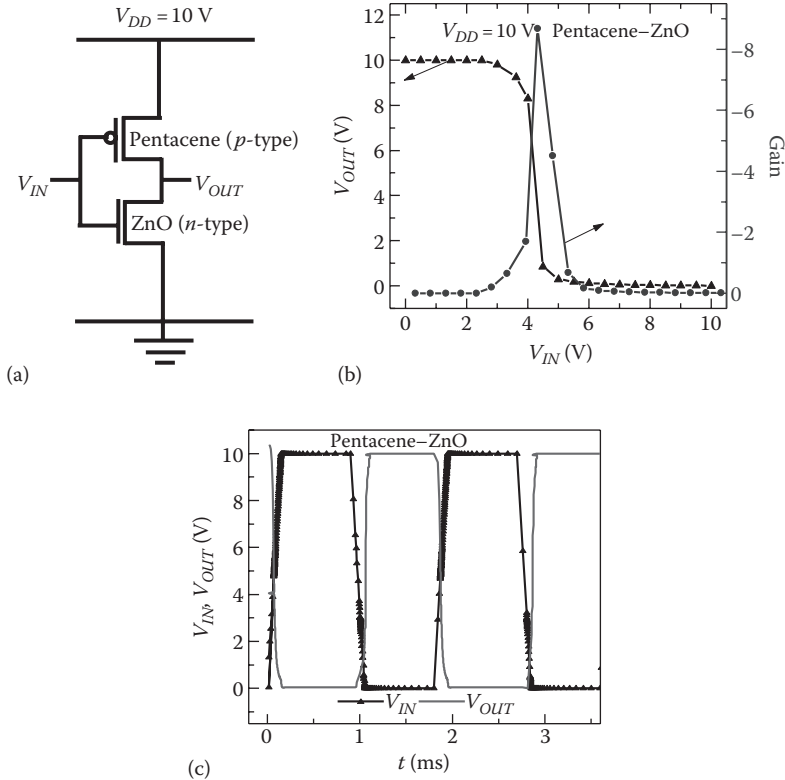 V_DD = 10 V
Pentacene (p-type)
V_IN
V_OUT
ZnO (n-type)
(a)
V_DD = 10 V
Pentacene–ZnO
12
10
8
6
4
2
0
V_OUT (V)
–8
–6
–4
–2
0
Gain
0 2 4 6 8 10
V_IN (V)
(b)
Pentacene–ZnO
10
8
6
4
2
0
V_IN, V_OUT (V)
V_IN V_OUT
0 1 2 3
t (ms)
(c)